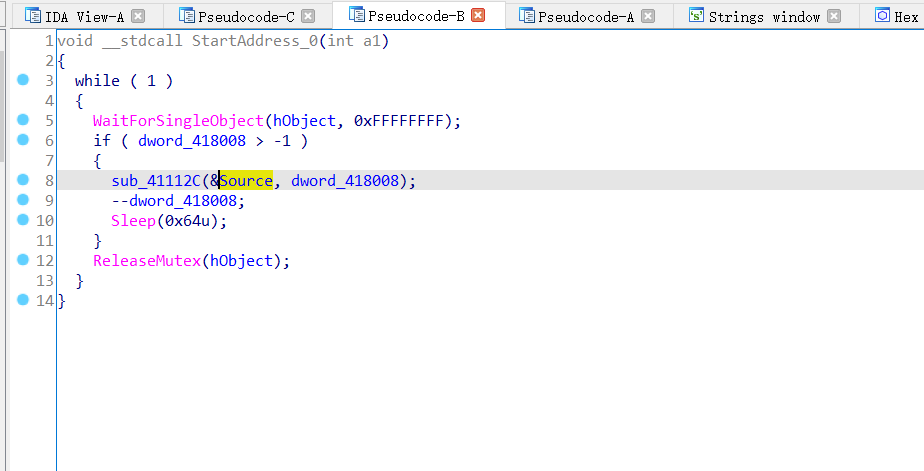 IDA View-A Pseudocode-C Pseudocode-B Pseudocode-A Strings window Hex
1 void __stdcall StartAddress_0(int a1)
2 {
3 while ( 1 )
4 {
5 WaitForSingleObject(hObject, 0xFFFFFFFF);
6 if ( dword_418008 > -1 )
7 {
8 sub_41112C(&Source, dword_418008);
9 --dword_418008;
10 Sleep(0x64u);
11 }
12 ReleaseMutex(hObject);
13 }
14 }